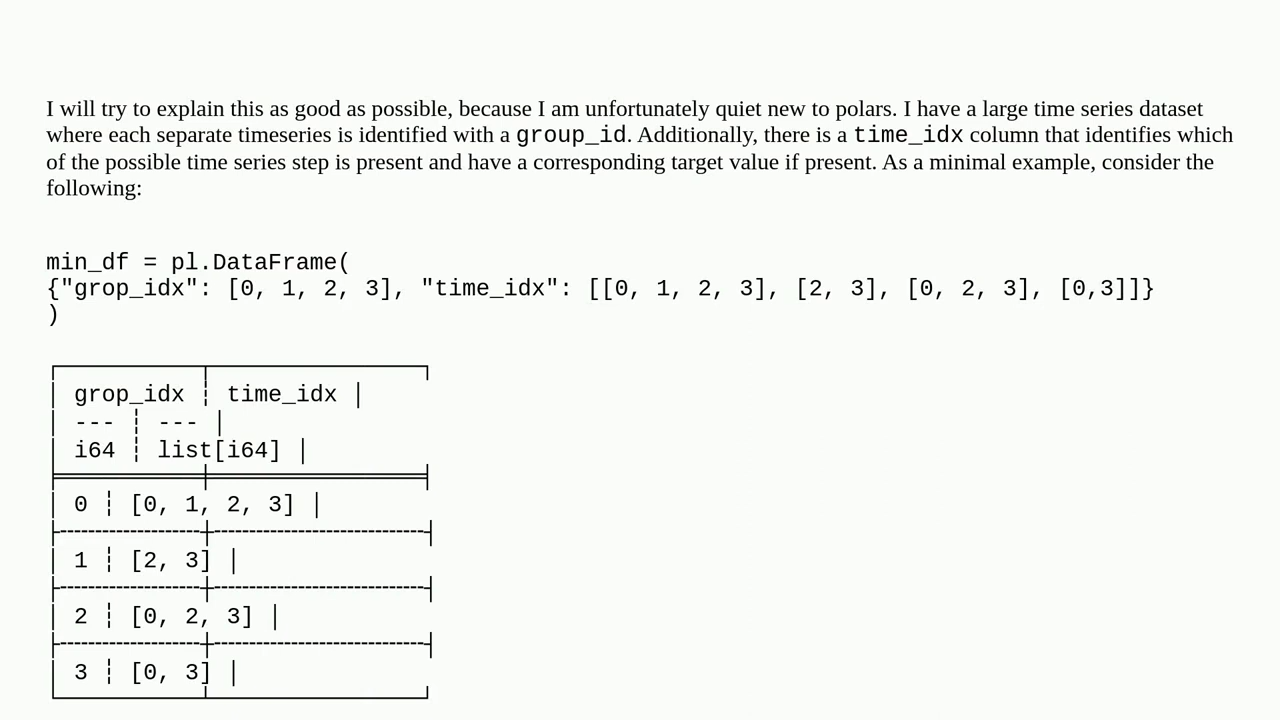 I will try to explain this as good as possible, because I am unfortunately quiet new to polars. I have a large time series dataset
where each separate timeseries is identified with a group_id. Additionally, there is a time_idx column that identifies which
of the possible time series step is present and have a corresponding target value if present. As a minimal example, consider the
following:
min_df = pl.DataFrame(
{"grop_idx": [0, 1, 2, 3], "time_idx": [[0, 1, 2, 3], [2, 3], [0, 2, 3], [0,3]]}
)
┌──────────┬───────────────┐
│ grop_idx ┆ time_idx │
│ --- ┆ --- │
│ i64 ┆ list[i64] │
╞══════════╪═══════════════╡
│ 0 ┆ [0, 1, 2, 3] │
├╌╌╌╌╌╌╌╌╌╌┼╌╌╌╌╌╌╌╌╌╌╌╌╌╌╌┤
│ 1 ┆ [2, 3] │
├╌╌╌╌╌╌╌╌╌╌┼╌╌╌╌╌╌╌╌╌╌╌╌╌╌╌┤
│ 2 ┆ [0, 2, 3] │
├╌╌╌╌╌╌╌╌╌╌┼╌╌╌╌╌╌╌╌╌╌╌╌╌╌╌┤
│ 3 ┆ [0, 3] │
└──────────┴───────────────┘